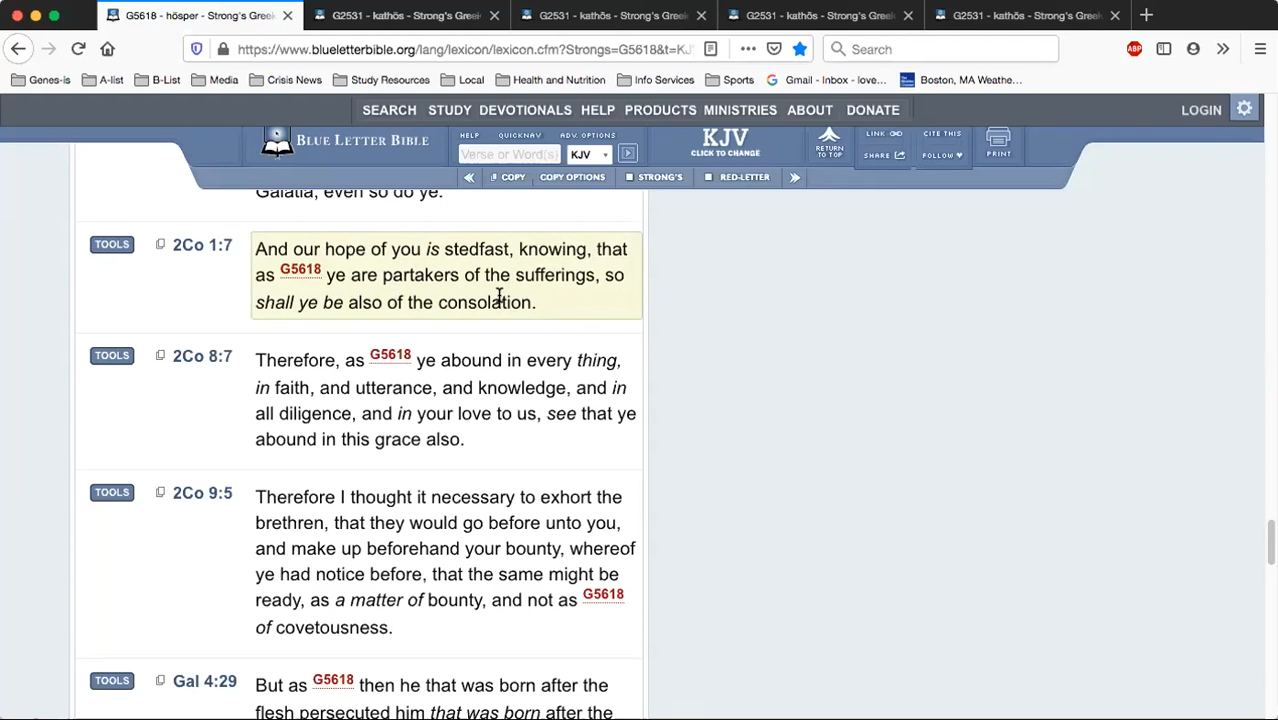 G5618 - hōsper - Strong's Greek
G2531 - kathōs - Strong's Greek
G2531 - kathōs - Strong's Greek
G2531 - kathōs - Strong's Greek
G2531 - kathōs - Strong's Greek
https://www.blueletterbible.org/lang/lexicon/lexicon.cfm?Strongs=G5618&t=KJ
Search
ABP
Genes-is
A-list
B-List
Media
Crisis News
Study Resources
Local
Health and Nutrition
Info Services
Sports
Gmail - Inbox - love...
Boston, MA Weathe...
SEARCH STUDY DEVOTIONALS HELP PRODUCTS MINISTRIES ABOUT DONATE
LOGIN
BLUE LETTER BIBLE
HELP QUICKNAV ADV. OPTIONS
Verse or Word(s)
KJV
KJV
CLICK TO CHANGE
RETURN
TO TOP
LINK
SHARE
CITE THIS
FOLLOW
PRINT
COPY COPY OPTIONS STRONG'S RED-LETTER
Galatia, even so do ye.
TOOLS 2Co 1:7
And our hope of you is stedfast, knowing, that
as G5618 ye are partakers of the sufferings, so
shall ye be also of the consolation.
TOOLS 2Co 8:7
Therefore, as G5618 ye abound in every thing,
in faith, and utterance, and knowledge, and in
all diligence, and in your love to us, see that ye
abound in this grace also.
TOOLS 2Co 9:5
Therefore I thought it necessary to exhort the
brethren, that they would go before unto you,
and make up beforehand your bounty, whereof
ye had notice before, that the same might be
ready, as a matter of bounty, and not as G5618
of covetousness.
TOOLS Gal 4:29
But as G5618 then he that was born after the
flesh persecuted him that was born after the